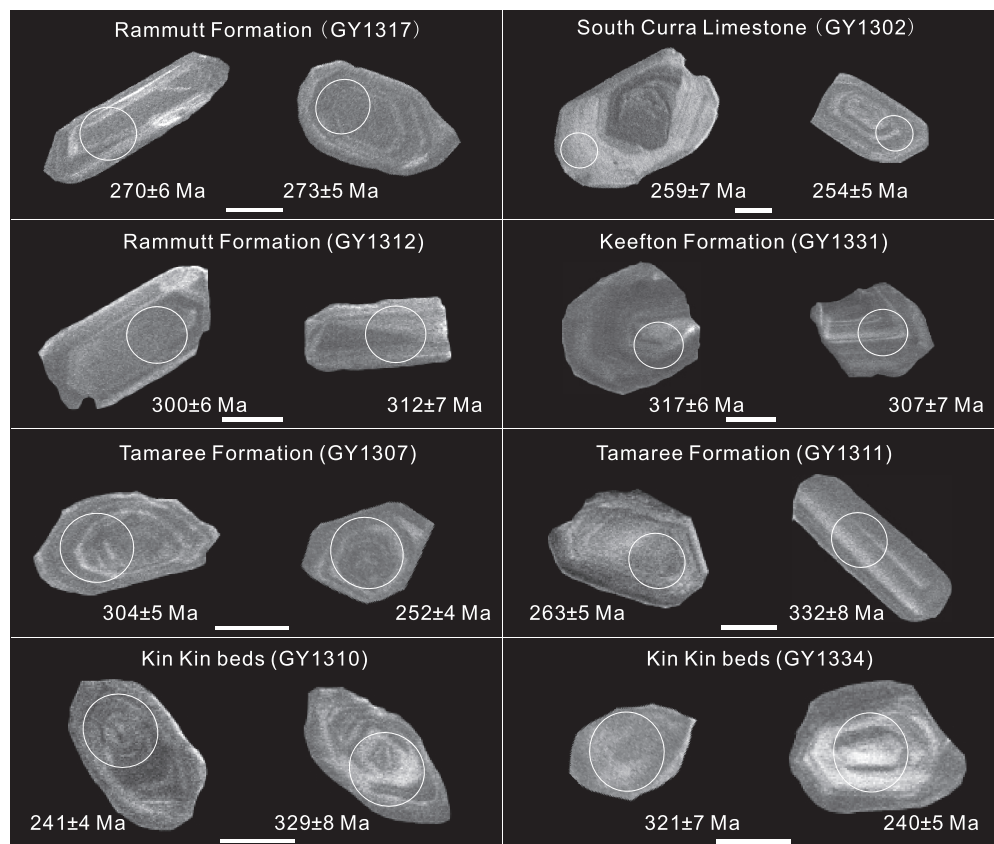 Rammutt Formation（GY1317）
270±6 Ma
273±5 Ma
South Curra Limestone（GY1302）
259±7 Ma
254±5 Ma
Rammutt Formation (GY1312)
300±6 Ma
312±7 Ma
Keefton Formation (GY1331)
317±6 Ma
307±7 Ma
Tamaree Formation (GY1307)
304±5 Ma
252±4 Ma
Tamaree Formation (GY1311)
263±5 Ma
332±8 Ma
Kin Kin beds (GY1310)
241±4 Ma
329±8 Ma
Kin Kin beds (GY1334)
321±7 Ma
240±5 Ma